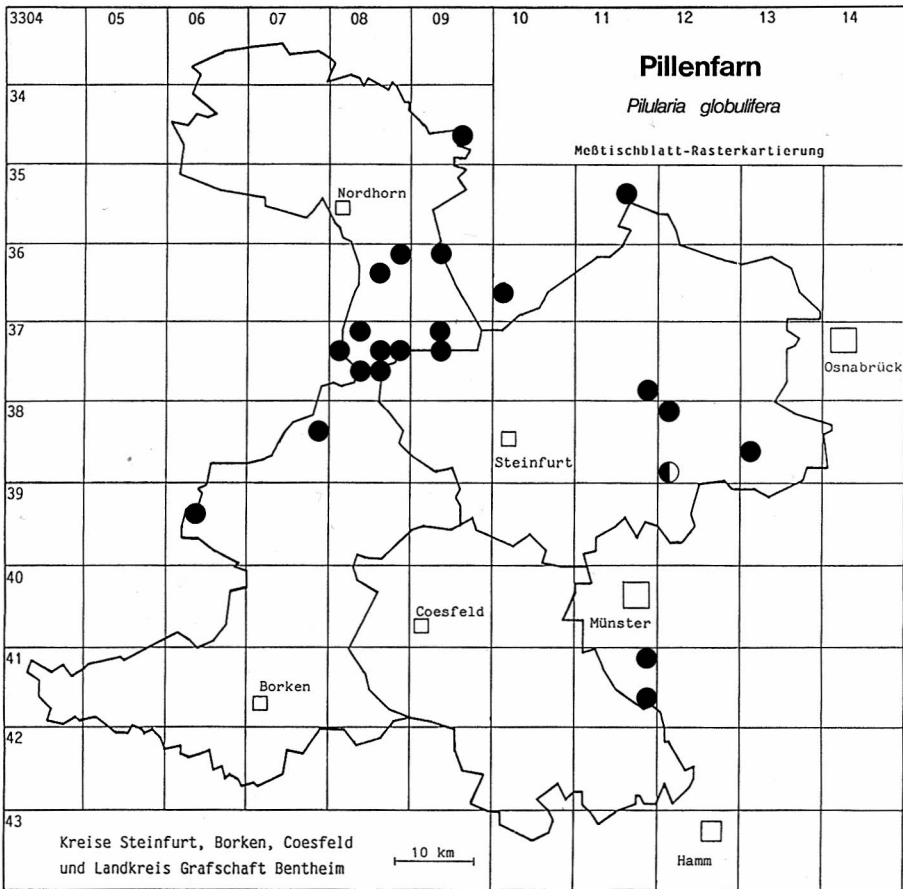 3304 05 06 07 08 09 10 11 12 13 14
Pillenfarn
Pilularia globulifera
Meßtischblatt-Rasterkartierung
34
35
Nordhorn
36
37
Osnabrück
38
Steinfurt
39
40
Coesfeld
Münster
41
Borken
42
43
Kreise Steinfurt, Borken, Coesfeld
und Landkreis Grafschaft Bentheim
10 km
Hamm